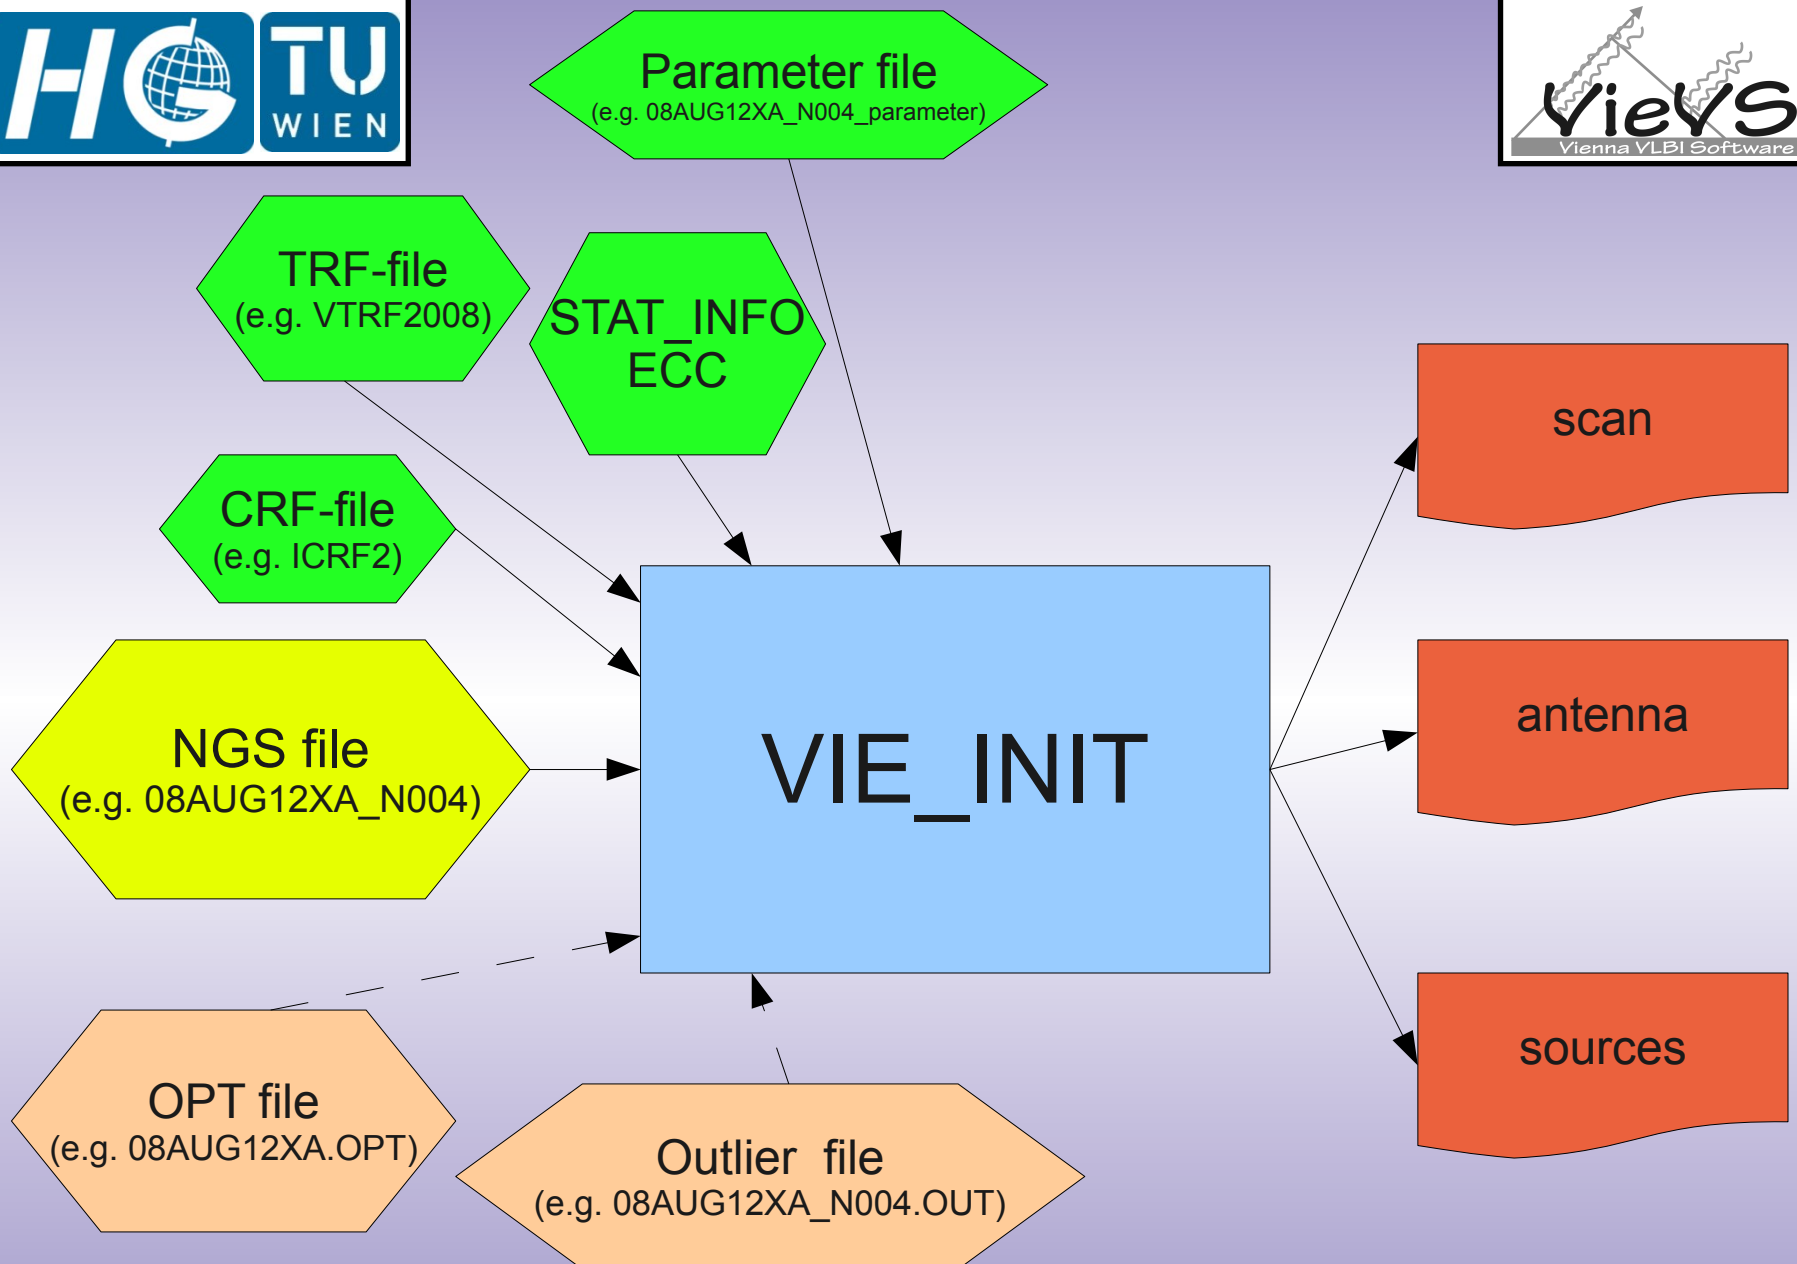 HG
TU
WIEN
Parameter file
(e.g. 08AUG12XA_N004_parameter)
VieVS
Vienna VLBI Software
TRF-file
(e.g. VTRF2008)
STAT_INFO
ECC
scan
CRF-file
(e.g. ICRF2)
NGS file
(e.g. 08AUG12XA_N004)
VIE_INIT
antenna
OPT file
(e.g. 08AUG12XA.OPT)
Outlier file
(e.g. 08AUG12XA_N004.OUT)
sources